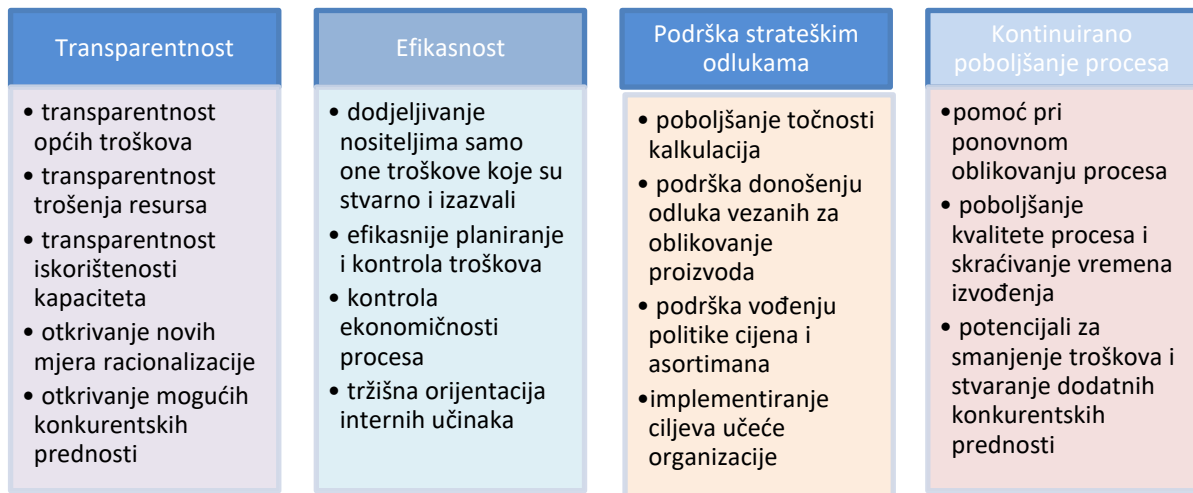 Transparentnost
• transparentnost
općih troškova
• transparentnost
trošenja resursa
• transparentnost
iskorištenosti
kapaciteta
• otkrivanje novih
mjera racionalizacije
• otkrivanje mogućih
konkurentskih
prednosti
Efikasnost
• dodjeljivanje
nositeljima samo
one troškove koje su
stvarno i izazvali
• efikasnije planiranje
i kontrola troškova
• kontrola
ekonomičnosti
procesa
• tržišna orijentacija
internih učinaka
Podrška strateškim
odlukama
• poboljšanje točnosti
kalkulacija
• podrška donošenju
odluka vezanih za
oblikovanje
proizvoda
• podrška vođenju
politike cijena i
asortimana
•implementiranje
ciljeva učeće
organizacije
Kontinuirano
poboljšanje procesa
•pomoć pri
ponovnom
oblikovanju procesa
• poboljšanje
kvalitete procesa i
skraćivanje vremena
izvođenja
• potencijali za
smanjenje troškova i
stvaranje dodatnih
konkurentskih
prednosti